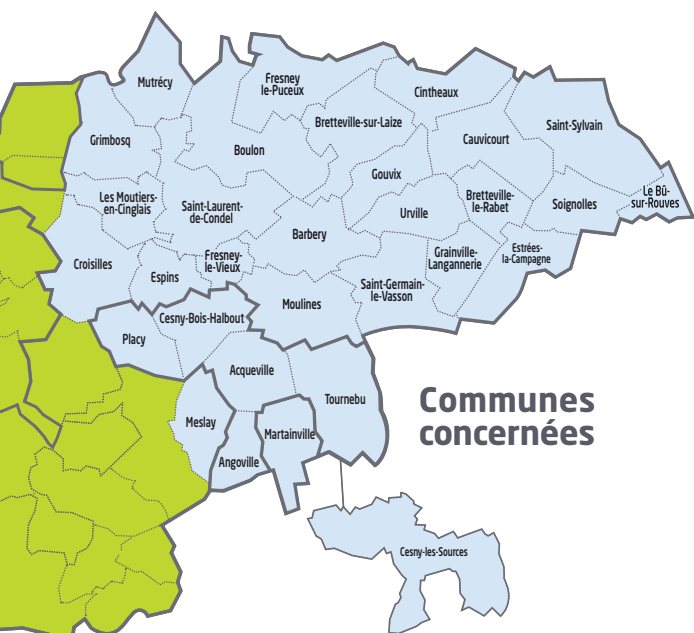 Mutrécy
Fresney
le-Puceux
Cintheaux
Bretteville-sur-Laize
Saint-Sylvain
Grimbosq
Boulon
Cauvicourt
Gouvix
Les Moutiers-
en-Cinglais
Saint-Laurent-
de-Condel
Urville
Bretteville-
le-Rabet
Soignolles
Le Bû-
sur-Rouves
Barbery
Croisilles
Espins
Fresney-
le-Vieux
Grainville-
Langannerie
Estrées-
la-Campagne
Saint-Germain-
le-Vasson
Moulines
Cesny-Bois-Halbout
Placy
Acqueville
Tournebu
Communes
concernées
Meslay
Martainville
Angoville
Cesny-les-Sources